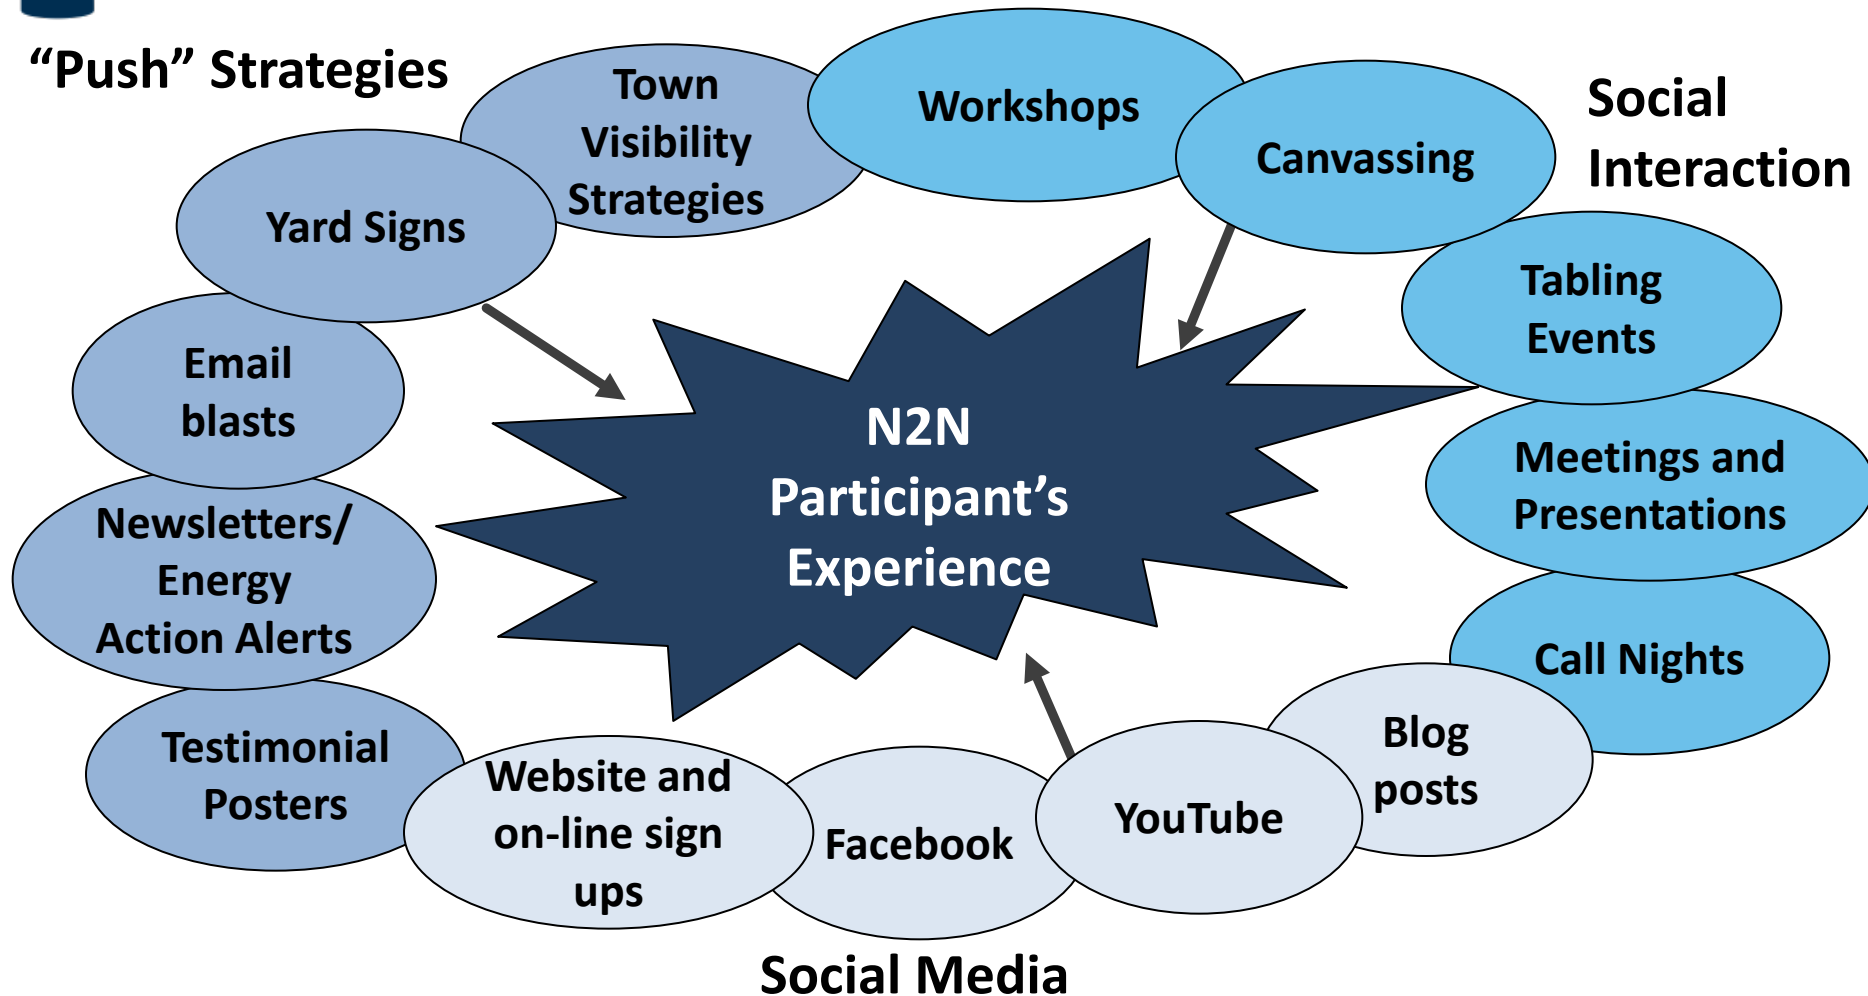 “Push” Strategies
Town
Visibility
Strategies
Workshops
Canvassing
Social
Interaction
Yard Signs
Tabling
Events
Email
blasts
N2N
Participant’s
Experience
Meetings and
Presentations
Newsletters/
Energy
Action Alerts
Call Nights
Testimonial
Posters
Website and
on-line sign
ups
Facebook
YouTube
Blog
posts
Social Media